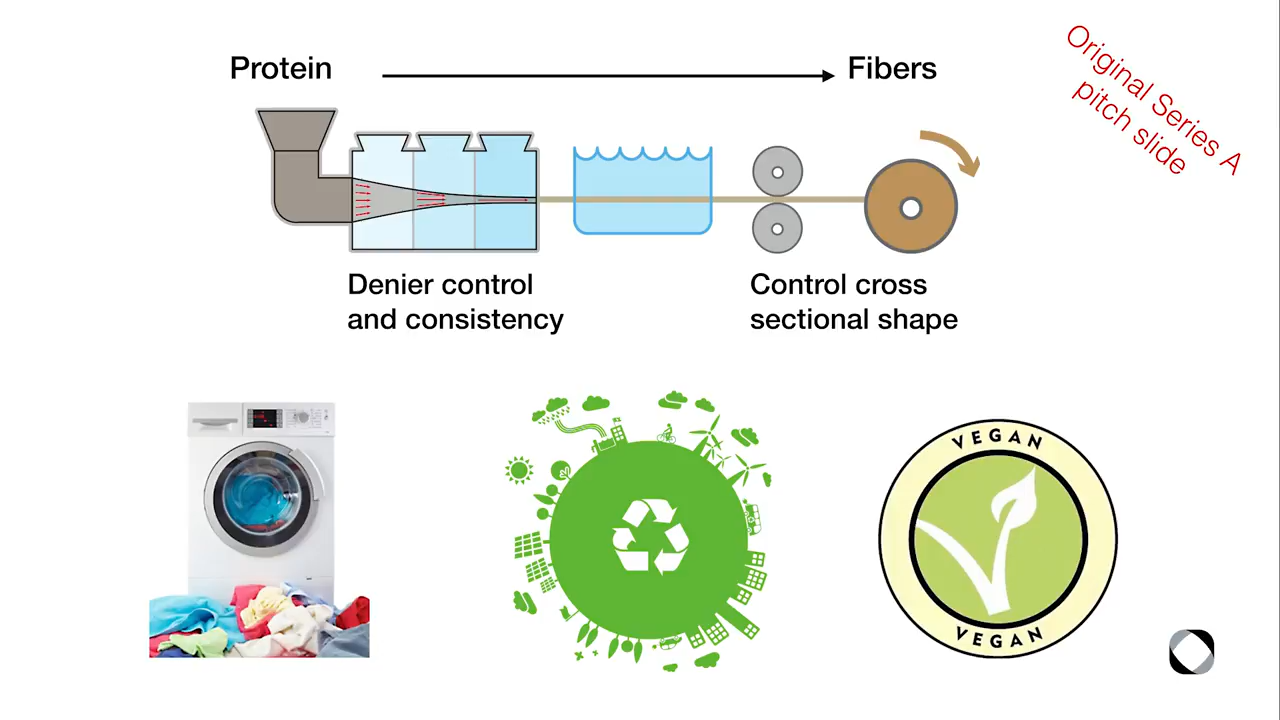 Protein
Fibers
Original Series A
pitch slide
Denier control
and consistency
Control cross
sectional shape
VEGAN
VEGAN